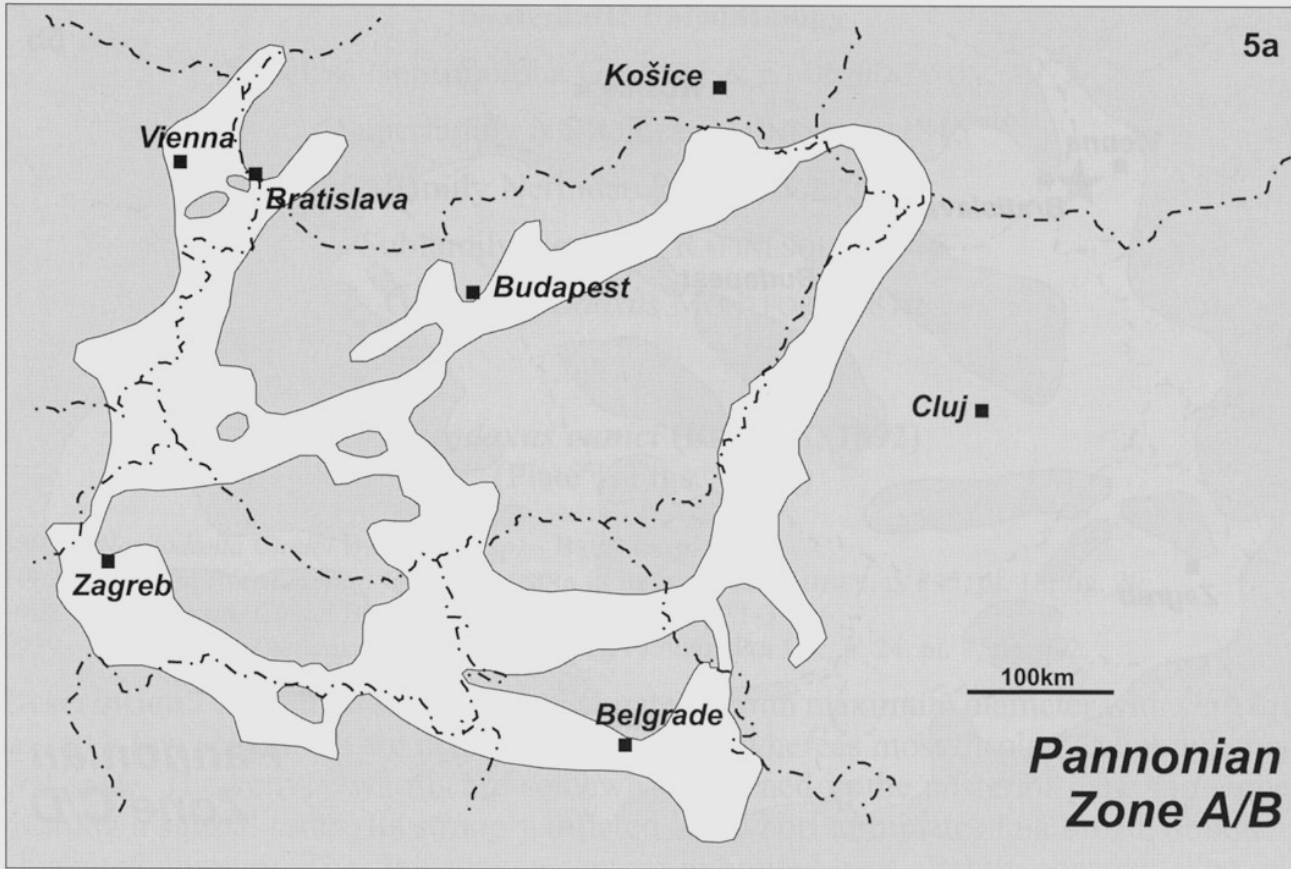 5a
Košice
Vienna
Bratislava
Budapest
Cluj
Zagreb
100km
Belgrade
Pannonian
Zone A/B